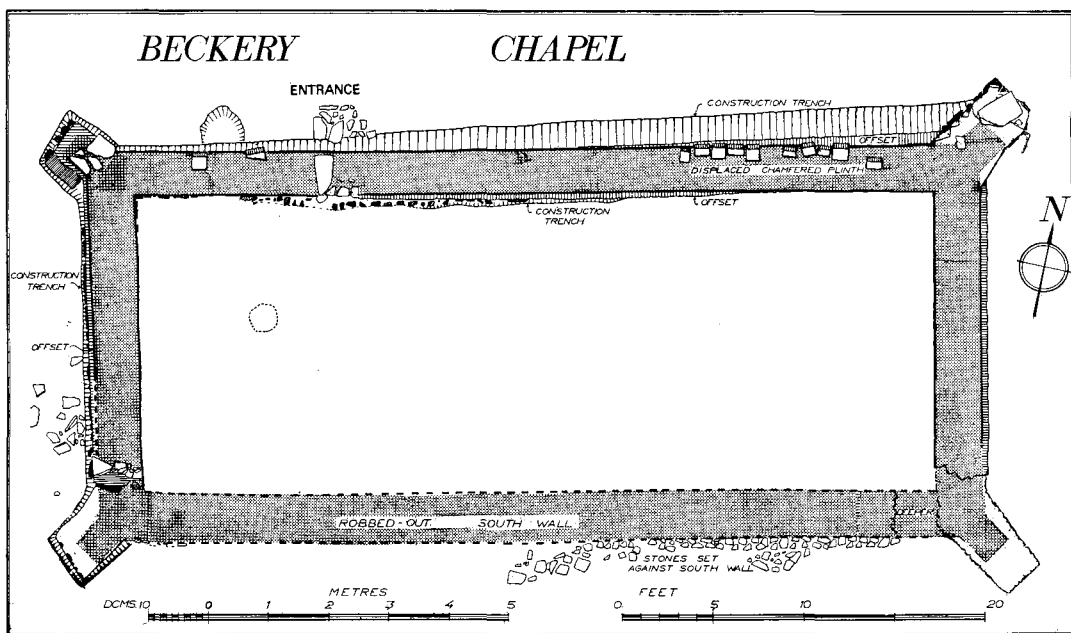 BECKERY CHAPEL
ENTRANCE
CONSTRUCTION TRENCH
OFFSET
DISPLACED CHAMFERED PLINTH
CONSTRUCTION
TRENCH
OFFSET
N
CONSTRUCTION
TRENCH
OFFSET
DEEPER
ROBBED-OUT SOUTH WALL
STONES SET
AGAINST SOUTH WALL
METRES
FEET
DCMS.10 0 1 2 3 4 5
0 5 10 20